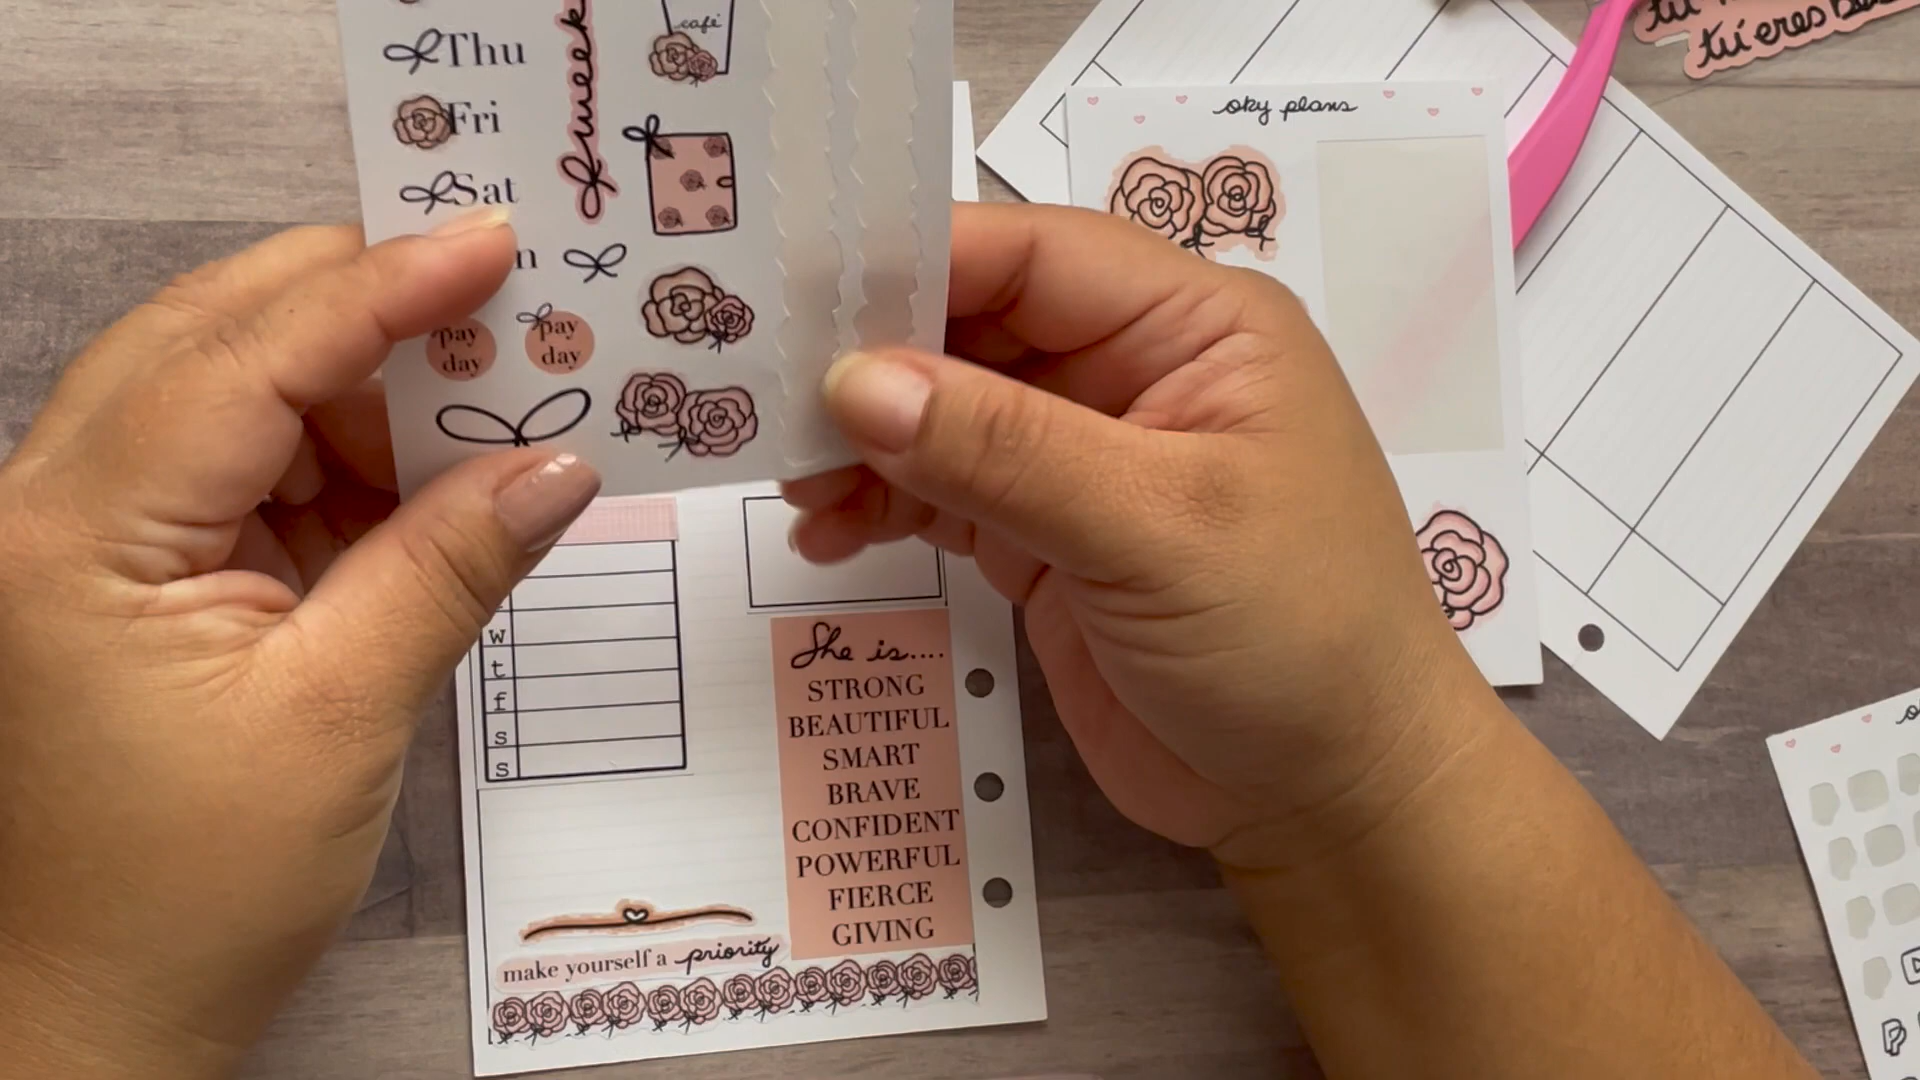 Thu
Fri
Sat
n
week
café
pay
day
pay
day
oky plans
tú eres
w
t
f
s
s
She is....
STRONG
BEAUTIFUL
SMART
BRAVE
CONFIDENT
POWERFUL
FIERCE
GIVING
make yourself a priority